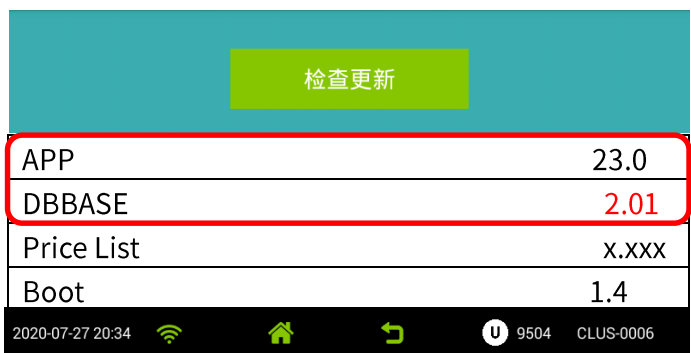 检查更新
APP 23.0
DBBASE 2.01
Price List x.xxx
Boot 1.4
2020-07-27 20:34 U 9504 CLUS-0006